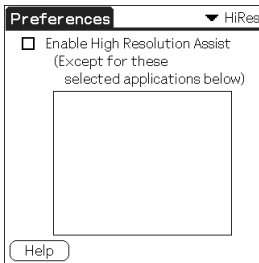 Preferences HiRes
Enable High Resolution Assist
(Except for these
selected applications below)
Help